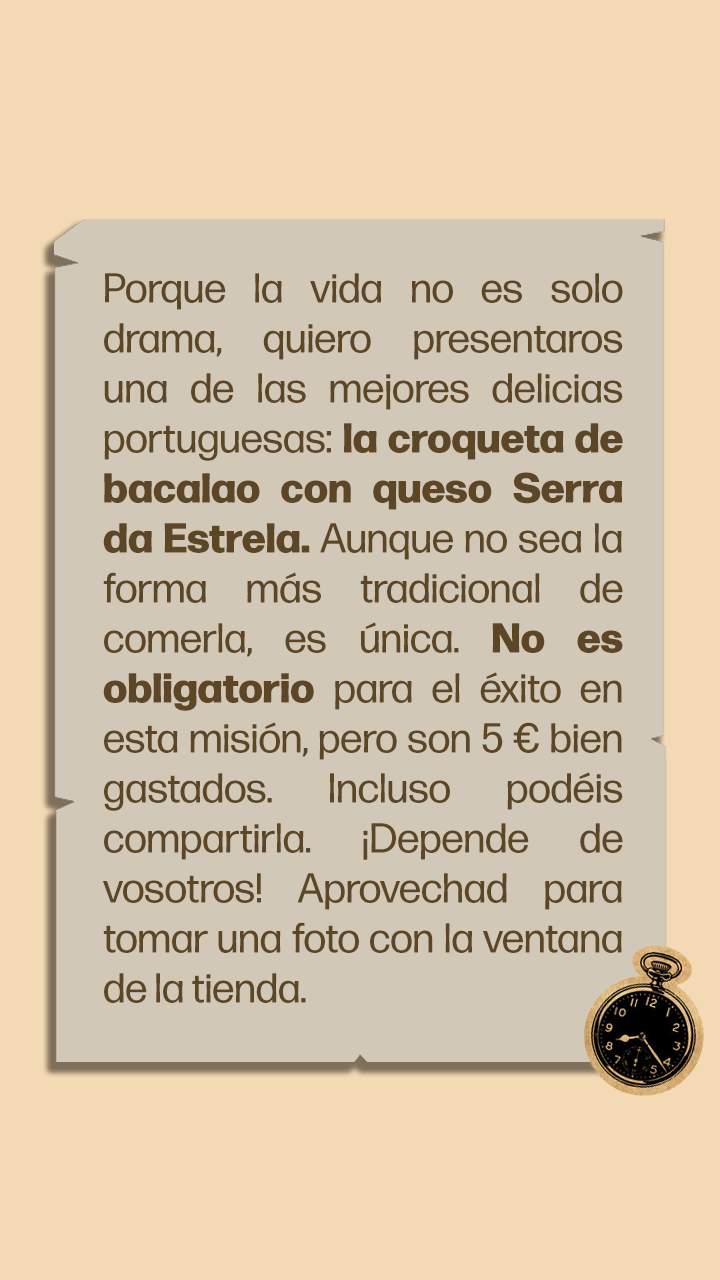 Porque la vida no es solo
drama, quiero presentaros
una de las mejores delicias
portuguesas: la croqueta de
bacalao con queso Serra
da Estrela. Aunque no sea la
forma más tradicional de
comerla, es única. No es
obligatorio para el éxito en
esta misión, pero son 5 € bien
gastados. Incluso podéis
compartirla. ¡Depende de
vosotros! Aprovechad para
tomar una foto con la ventana
de la tienda.
11 12 1
10 2
9 3
8 4
7 5